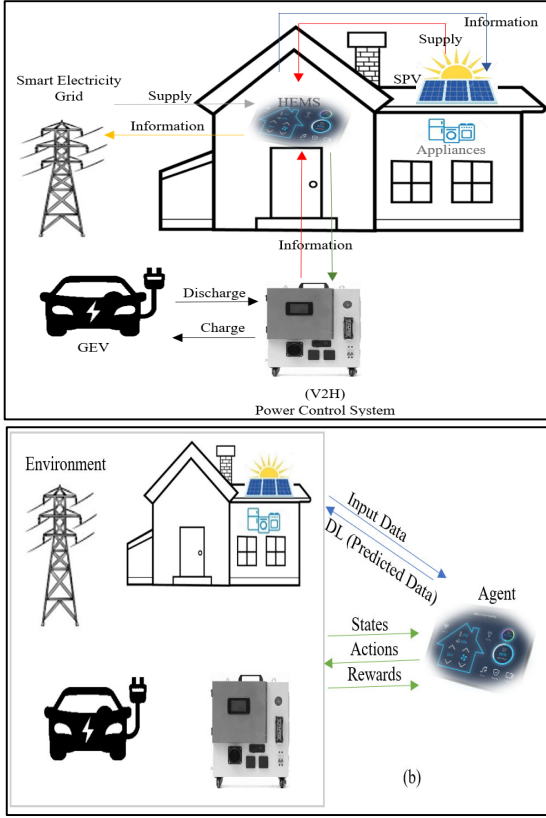 Information
Supply
SPV
Smart Electricity
Grid
Supply
HEMS
Information
Appliances
Information
Discharge
Charge
GEV
(V2H)
Power Control System
Environment
Input Data
DL (Predicted Data)
Agent
States
Actions
Rewards
(b)